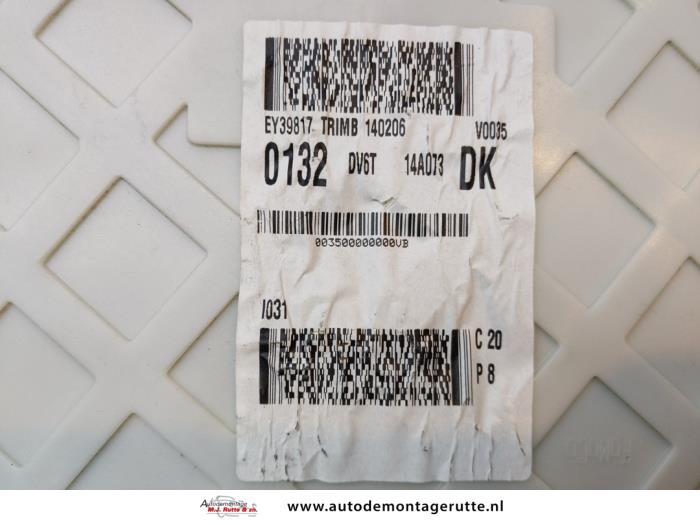 EY39817 TRIMB 140206 V0035
0132 DV6T 14A073 DK
003500000000VB
I031
C 20
P 8
Autodemontage
M.J. Rutte & zn.
www.autodemontagerutte.nl